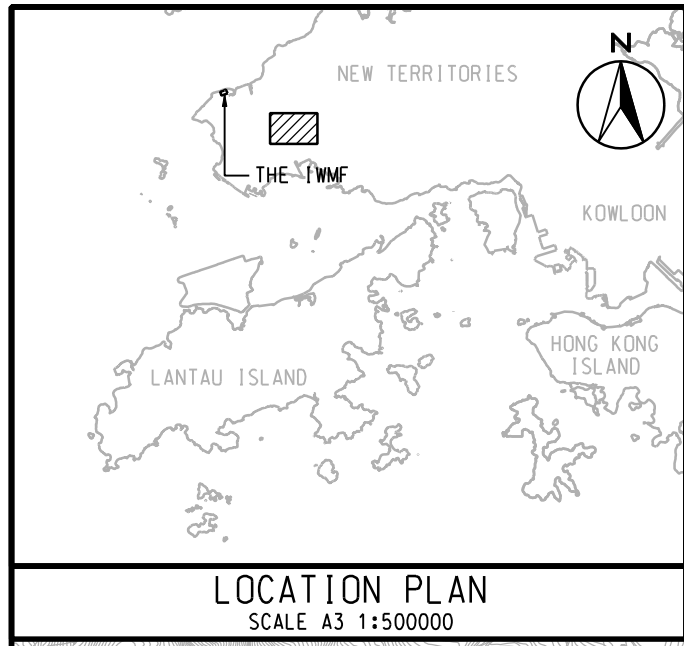 N
NEW TERRITORIES
THE IWMF
KOWLOON
HONG KONG
ISLAND
LANTAU ISLAND
LOCATION PLAN
SCALE A3 1:500000